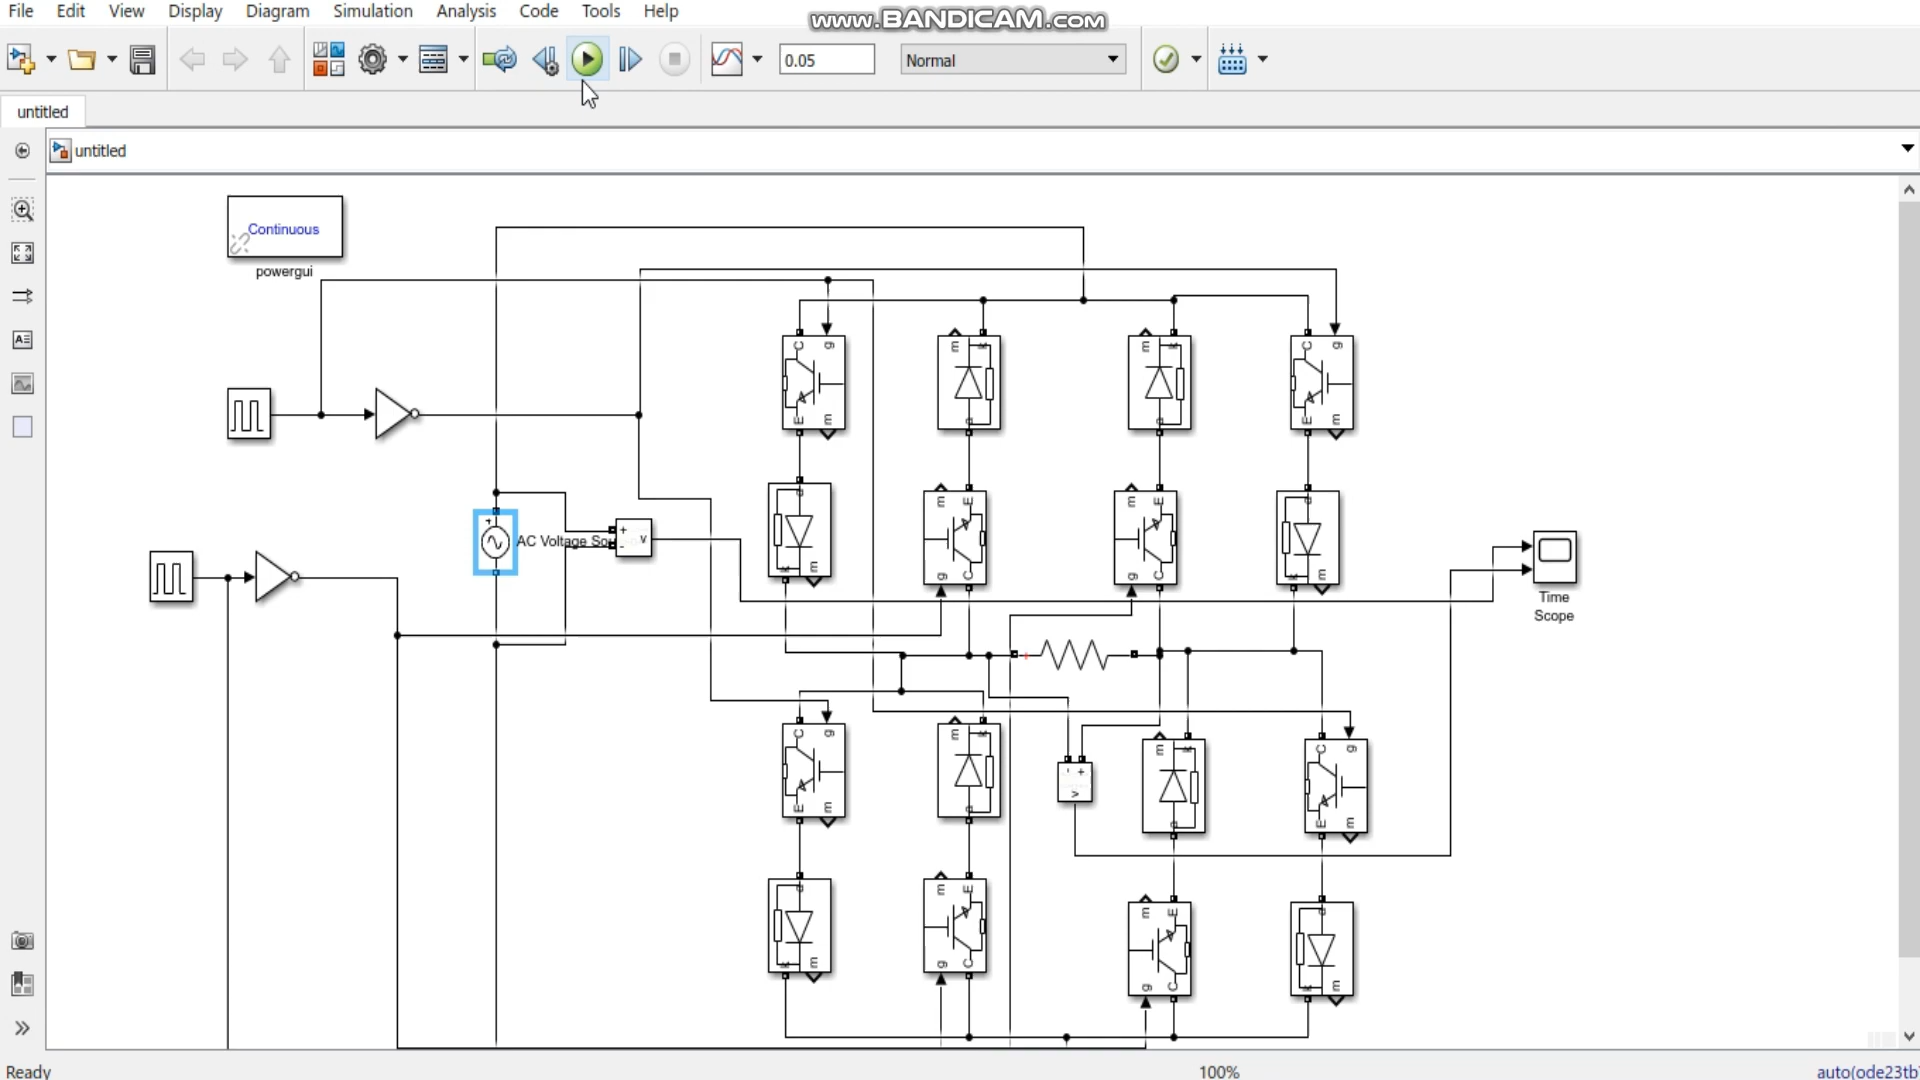 File Edit View Display Diagram Simulation Analysis Code Tools Help
www.BANDICAM.com
0.05
Normal
untitled
untitled
Continuous
powergui
C g
m k
m k
C g
E m
a
a
E m
+
AC Voltage Sou
+
-
v
a
m E
m E
a
k m
g C
g C
k m
Time
Scope
+
C g
m k
m k
C g
- +
v
E m
a
a
E m
a
m E
m E
a
k m
g C
g C
k m
Ready
100%
auto(ode23tb